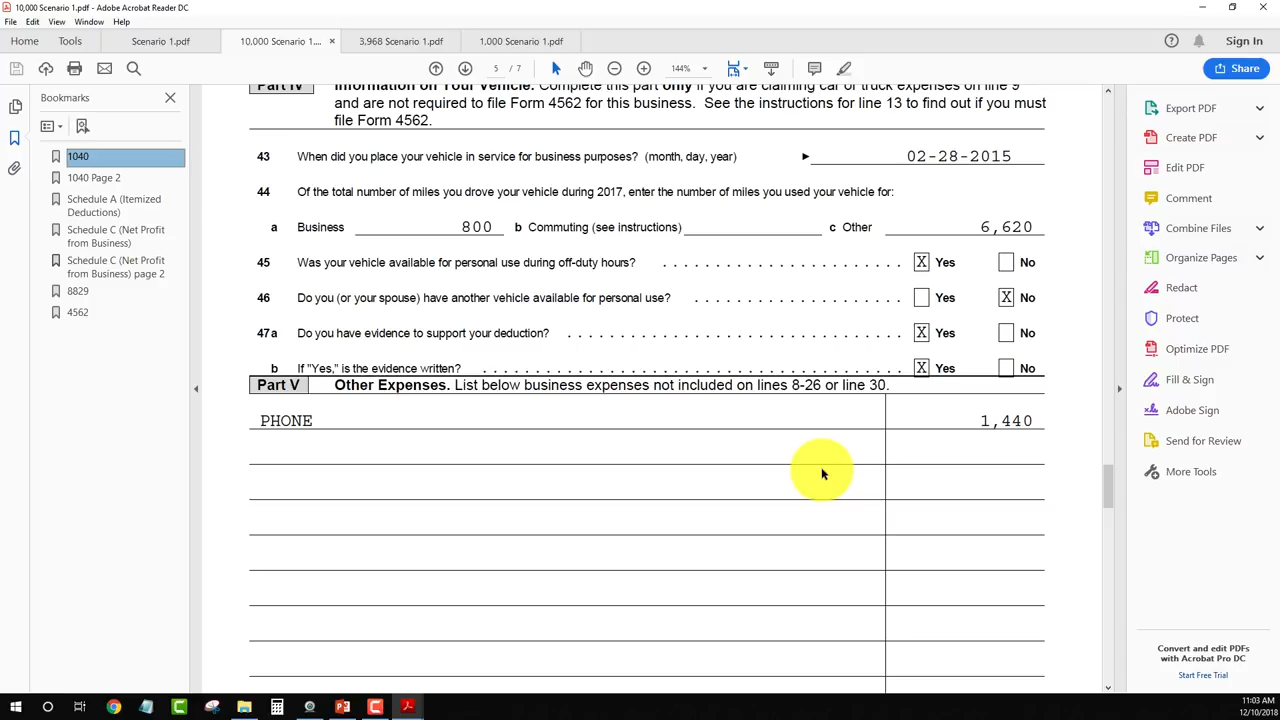 10,000 Scenario 1.pdf - Adobe Acrobat Reader DC
File Edit View Window Help
Home Tools Scenario 1.pdf 10,000 Scenario 1.... × 3,968 Scenario 1.pdf 1,000 Scenario 1.pdf Sign In
5 / 7 144% Share
Bookmarks
1040
1040 Page 2
Schedule A (Itemized
Deductions)
Schedule C (Net Profit
from Business)
Schedule C (Net Profit
from Business) page 2
8829
4562
Part IV Information on Your Vehicle. Complete this part only if you are claiming car or truck expenses on line 9
and are not required to file Form 4562 for this business. See the instructions for line 13 to find out if you must
file Form 4562.
43 When did you place your vehicle in service for business purposes? (month, day, year) 02-28-2015
44 Of the total number of miles you drove your vehicle during 2017, enter the number of miles you used your vehicle for:
a Business 800 b Commuting (see instructions) c Other 6,620
45 Was your vehicle available for personal use during off-duty hours? X Yes No
46 Do you (or your spouse) have another vehicle available for personal use? Yes X No
47a Do you have evidence to support your deduction? X Yes No
b If "Yes," is the evidence written? X Yes No
Part V Other Expenses. List below business expenses not included on lines 8-26 or line 30.
PHONE 1,440
Export PDF
Create PDF
Edit PDF
Comment
Combine Files
Organize Pages
Redact
Protect
Optimize PDF
Fill & Sign
Adobe Sign
Send for Review
More Tools
Convert and edit PDFs
with Acrobat Pro DC
Start Free Trial
11:03 AM
12/10/2018